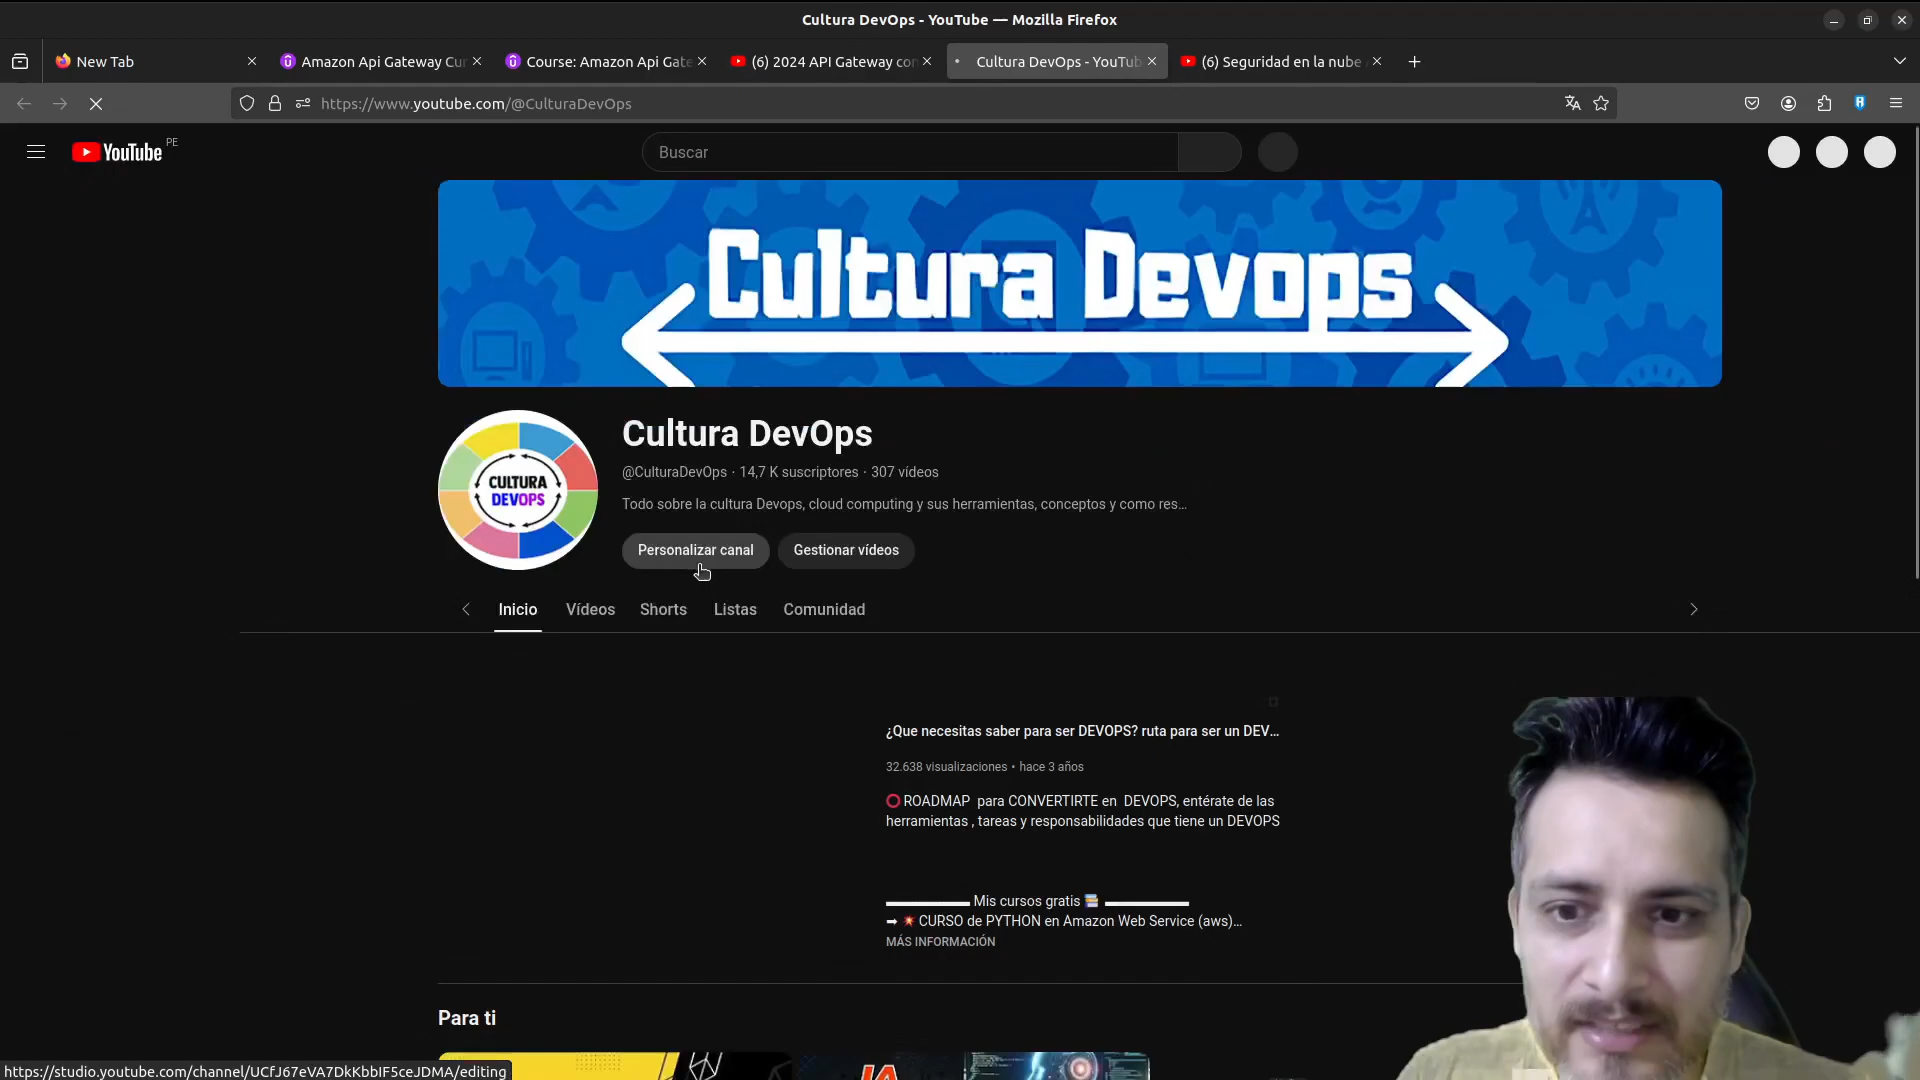 Cultura DevOps - YouTube — Mozilla Firefox
New Tab
Amazon Api Gateway Cur
Course: Amazon Api Gate
(6) 2024 API Gateway con
Cultura DevOps - YouTub
(6) Seguridad en la nube
https://www.youtube.com/@CulturaDevOps
YouTube PE
Buscar
Cultura Devops
CULTURA
DEVOPS
Cultura DevOps
@CulturaDevOps · 14,7 K suscriptores · 307 vídeos
Todo sobre la cultura Devops, cloud computing y sus herramientas, conceptos y como res...
Personalizar canal
Gestionar vídeos
Inicio
Vídeos
Shorts
Listas
Comunidad
¿Que necesitas saber para ser DEVOPS? ruta para ser un DEV...
32.638 visualizaciones • hace 3 años
⭕ ROADMAP para CONVERTIRTE en DEVOPS, entérate de las
herramientas , tareas y responsabilidades que tiene un DEVOPS
▬▬▬▬▬▬▬ Mis cursos gratis 📚 ▬▬▬▬▬▬▬
➡ 💥 CURSO de PYTHON en Amazon Web Service (aws)...
MÁS INFORMACIÓN
Para ti
IA
https://studio.youtube.com/channel/UCfJ67eVA7DkKbbIF5ceJDMA/editing